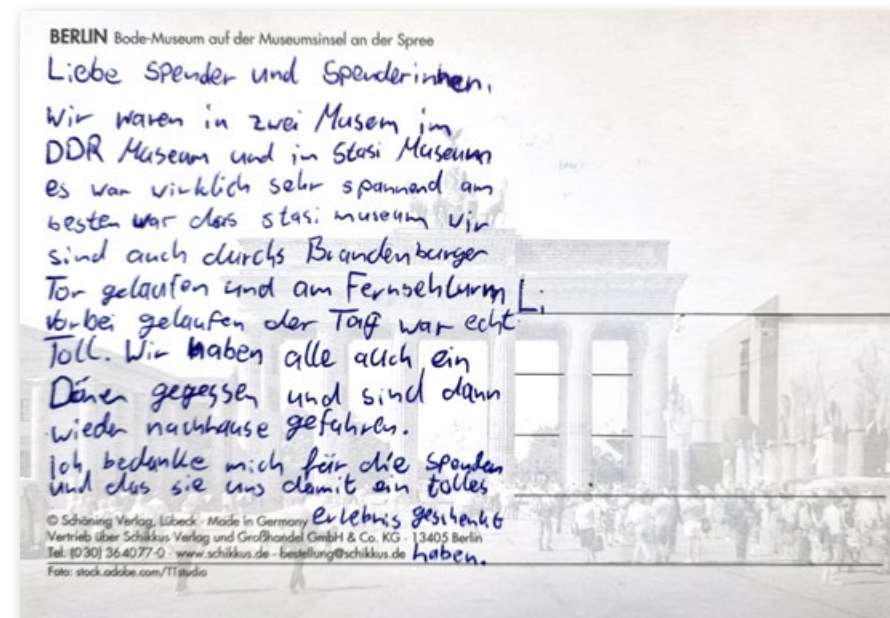 BERLIN Bode-Museum auf der Museumsinsel an der Spree
Liebe Spender und Spenderinnen,
Wir waren in zwei Musem im
DDR Museum und im Stasi Museum
es war wirklich sehr spannend am
besten war das stasi museum wir
sind auch durchs Brandenburger
Tor gelaufen und am Fernsehturm
vorbei gelaufen der Tag war echt
Toll. Wir haben alle auch ein
Döner gegessen und sind dann
wieder nachhause gefahren.
ich bedanke mich für die Spenden
und das sie uns damit ein tolles
erlebnis geschenkt
haben.
© Schöning Verlag, Lübeck · Made in Germany
Vertrieb über Schikkus Verlag und Großhandel GmbH & Co. KG · 13405 Berlin
Tel. (030) 364077-0 · www.schikkus.de · bestellung@schikkus.de
Foto: stock.adobe.com/TTstudio